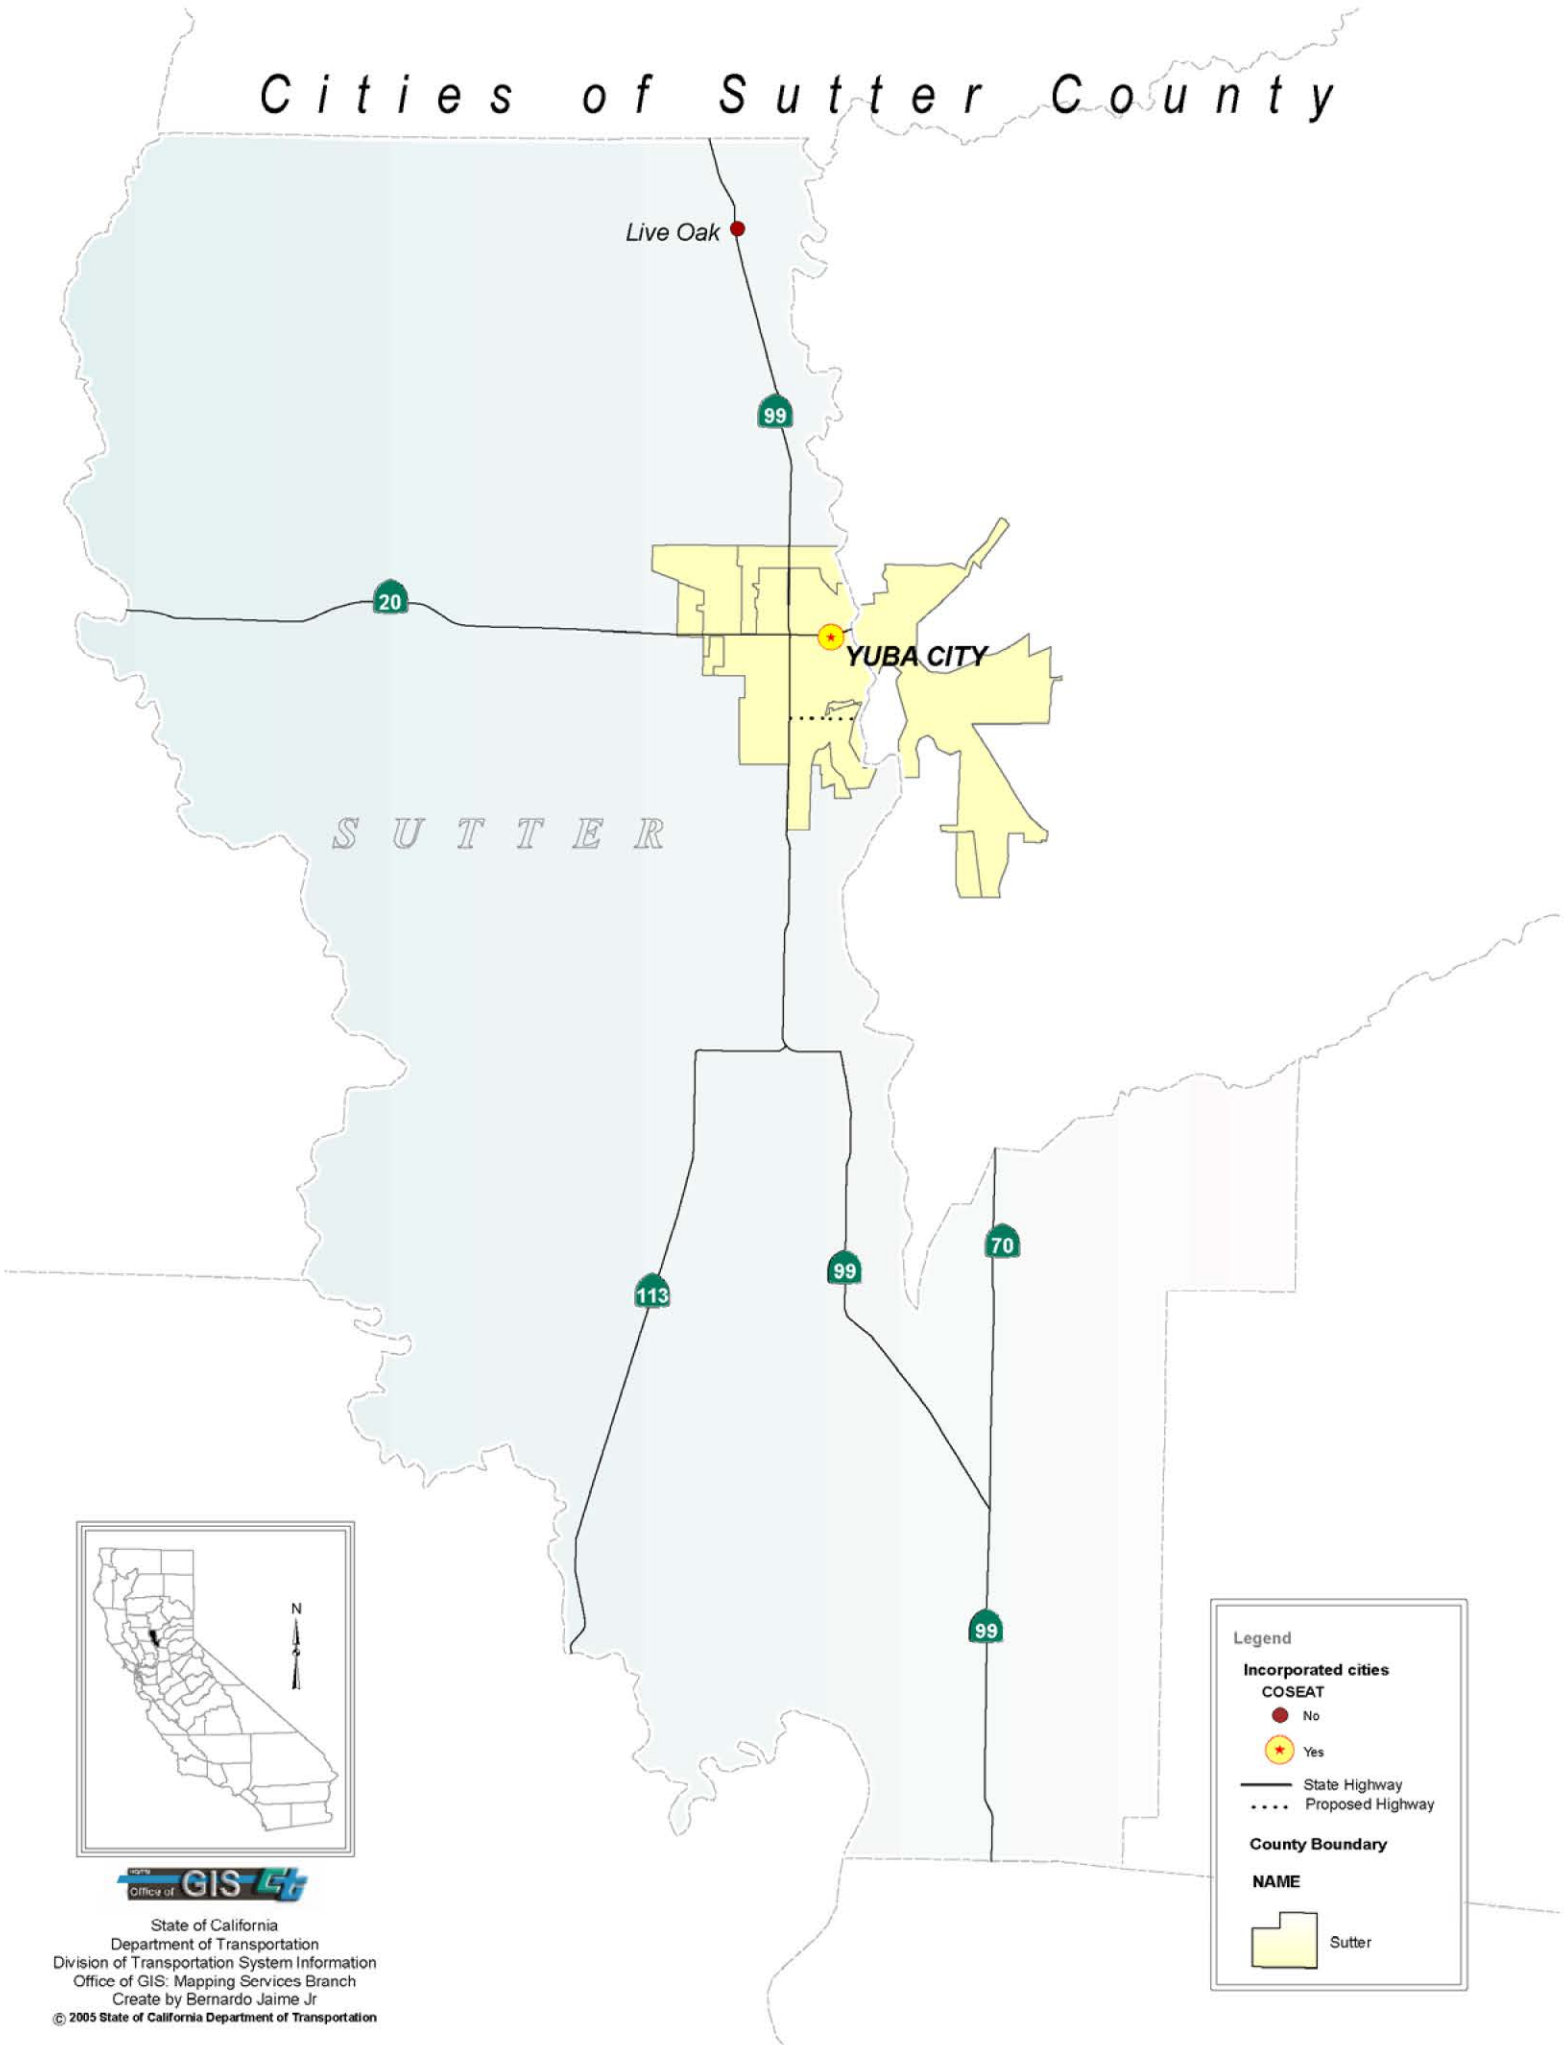 Cities of Sutter County
Live Oak
99
20
YUBA CITY
SUTTER
70
99
113
99
N
Legend
Incorporated cities
COSEAT
No
Yes
State Highway
Proposed Highway
County Boundary
NAME
Sutter
Office of GIS Ct
State of California
Department of Transportation
Division of Transportation System Information
Office of GIS: Mapping Services Branch
Create by Bernardo Jaime Jr
© 2005 State of California Department of Transportation